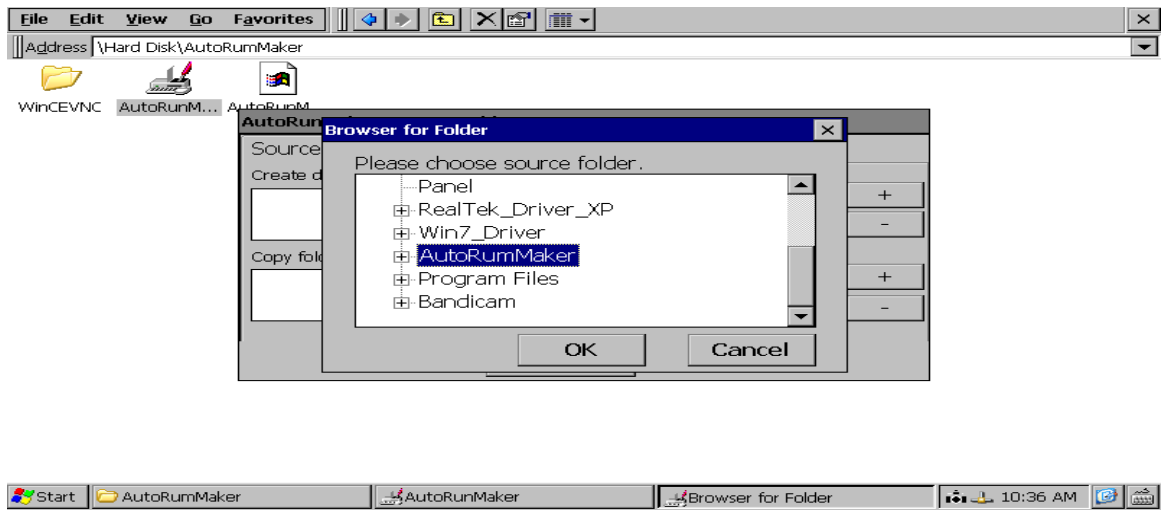 File Edit View Go Favorites
Address \Hard Disk\AutoRumMaker
WinCEVNC AutoRunM... AutoRunM
AutoRun
Browser for Folder
Source
Please choose source folder.
Create d
Panel
+
RealTek_Driver_XP
Win7_Driver
-
Copy fol
AutoRumMaker
Program Files
+
Bandicam
-
OK Cancel
Start AutoRumMaker AutoRunMaker Browser for Folder 10:36 AM